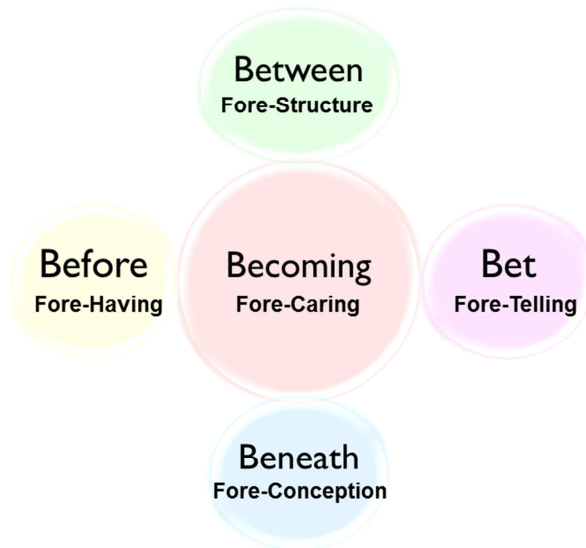 Between
Fore-Structure
Before
Fore-Having
Becoming
Fore-Caring
Bet
Fore-Telling
Beneath
Fore-Conception